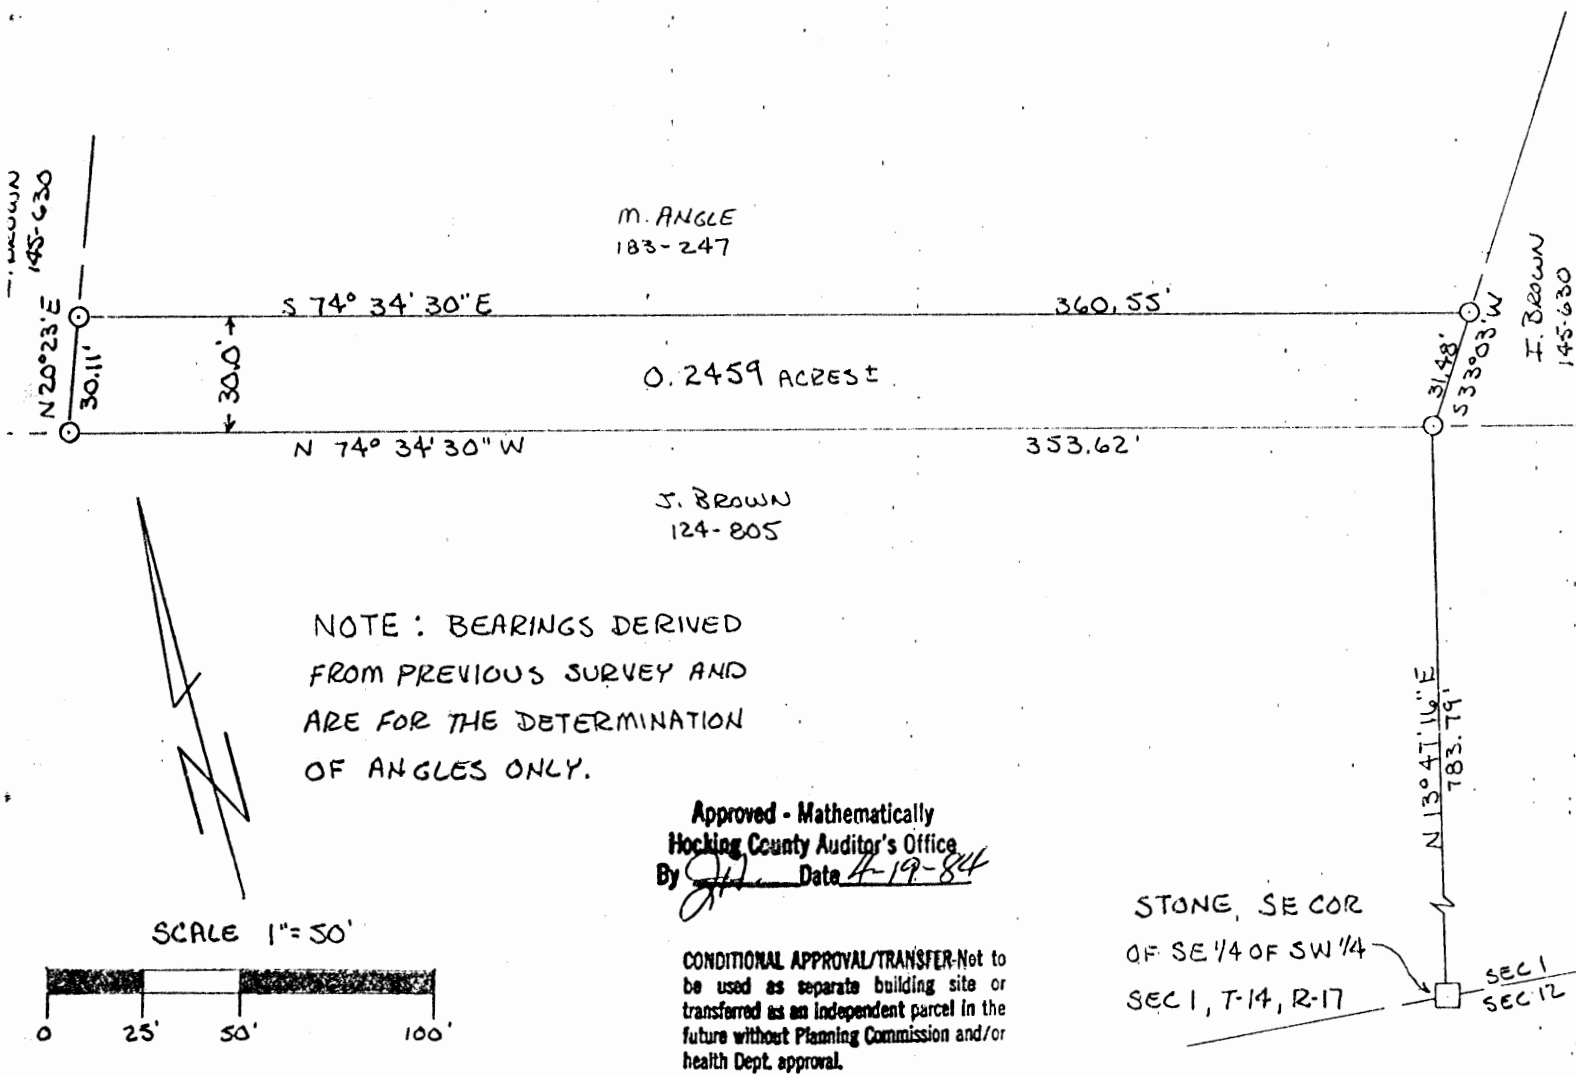 145-630
M. ANGLE
183-247
N20°23'E
30.11'
S 74° 34' 30" E
360.55'
30.0'
0.2459 ACRES±
31.48'
S33°03'W
I. BROWN
145-630
N 74° 34' 30" W
353.62'
J. BROWN
124-805
NOTE : BEARINGS DERIVED
FROM PREVIOUS SURVEY AND
ARE FOR THE DETERMINATION
OF ANGLES ONLY.
N 13° 47' 16" E
783.79'
Approved - Mathematically
Hocking County Auditor's Office
By Date 4-19-84
SCALE 1"=50'
0 25' 50' 100'
CONDITIONAL APPROVAL/TRANSFER-Not to
be used as separate building site or
transferred as an independent parcel in the
future without Planning Commission and/or
health Dept. approval.
STONE, SE COR
OF SE 1/4 OF SW 1/4
SEC 1, T-14, R-17
SEC 1
SEC 12